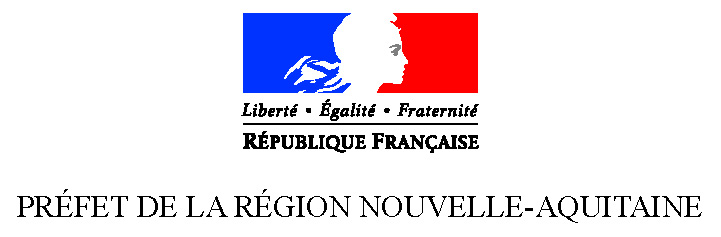 Liberté • Égalité • Fraternité
RÉPUBLIQUE FRANÇAISE
PRÉFET DE LA RÉGION NOUVELLE-AQUITAINE